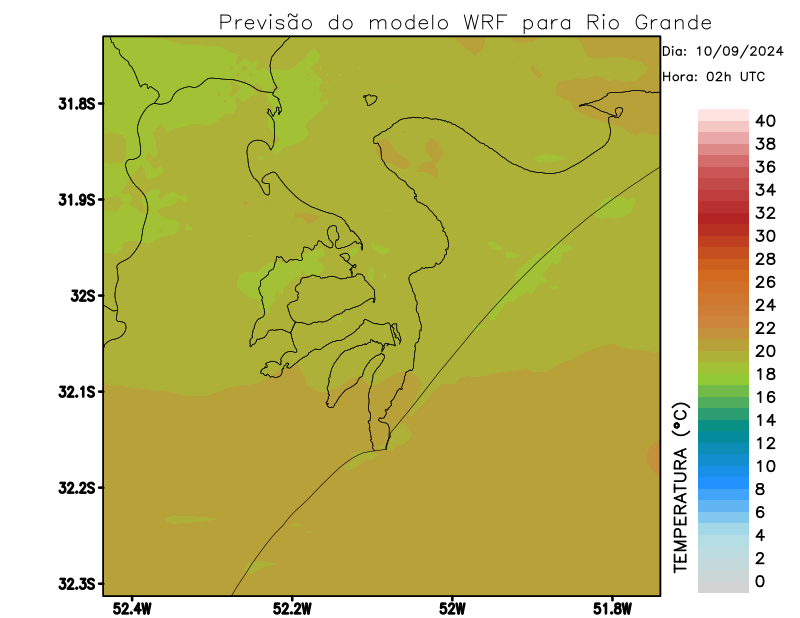 Previsão do modelo WRF para Rio Grande
Dia: 10/09/2024
Hora: 02h UTC
31.8S
31.9S
32S
32.1S
32.2S
32.3S
52.4W
52.2W
52W
51.8W
TEMPERATURA (°C)
40
38
36
34
32
30
28
26
24
22
20
18
16
14
12
10
8
6
4
2
0